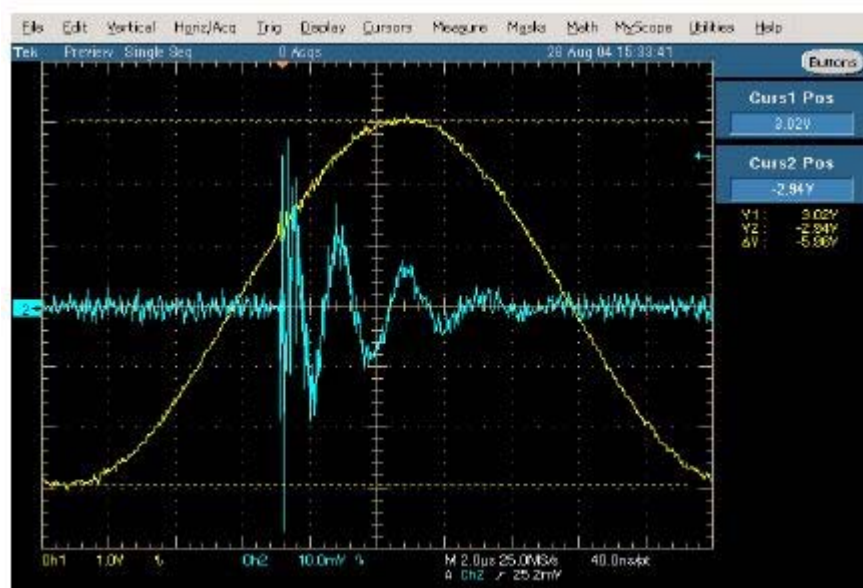 File Edit Vertical Horiz/Acq Trig Display Cursors Measure Masks Math MyScope Utilities Help
Tek Preview Single Seq 0 Acqs 28 Aug 04 15:33:41
Buttons
Curs1 Pos
3.02V
Curs2 Pos
-2.94V
V1: 3.02V
V2: -2.94V
ΔV: -5.96V
2
Ch1 1.0V Ch2 10.0mV M 2.0µs 25.0MS/s 40.0ns/pt
A Ch2 25.2mV